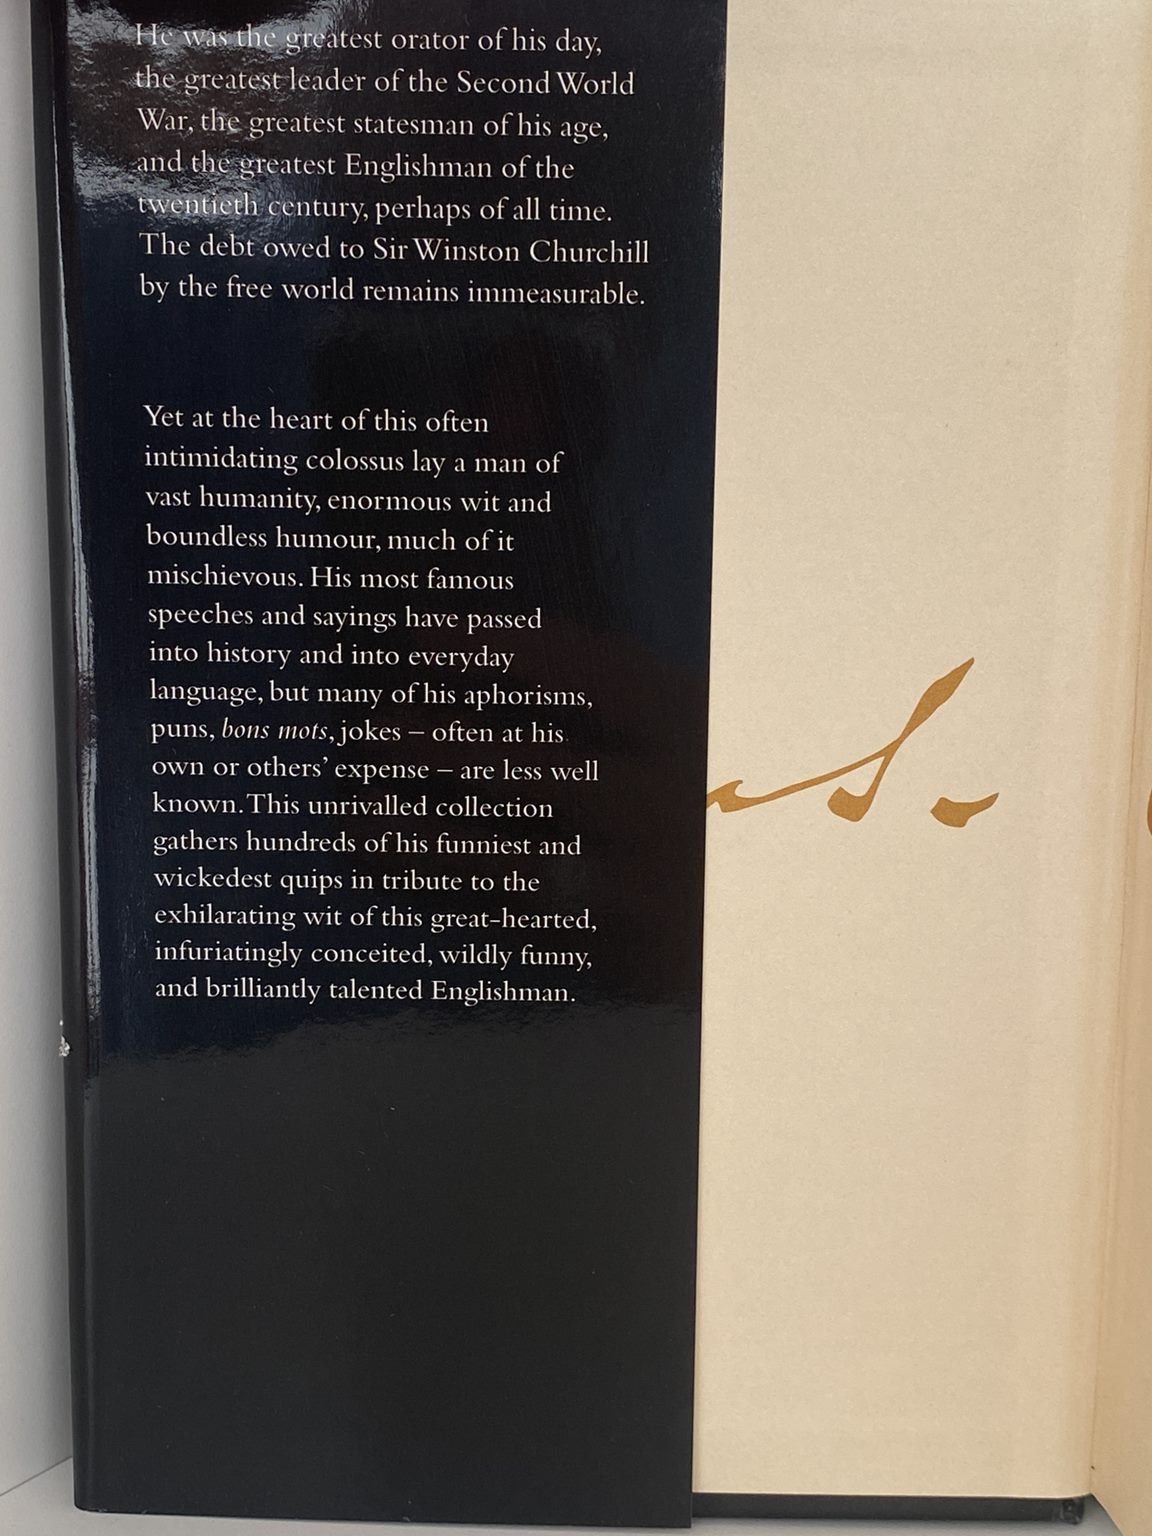 He was the greatest orator of his day,
the greatest leader of the Second World
War, the greatest statesman of his age,
and the greatest Englishman of the
twentieth century, perhaps of all time.
The debt owed to Sir Winston Churchill
by the free world remains immeasurable.
Yet at the heart of this often
intimidating colossus lay a man of
vast humanity, enormous wit and
boundless humour, much of it
mischievous. His most famous
speeches and sayings have passed
into history and into everyday
language, but many of his aphorisms,
puns, bons mots, jokes – often at his
own or others’ expense – are less well
known. This unrivalled collection
gathers hundreds of his funniest and
wickedest quips in tribute to the
exhilarating wit of this great-hearted,
infuriatingly conceited, wildly funny,
and brilliantly talented Englishman.